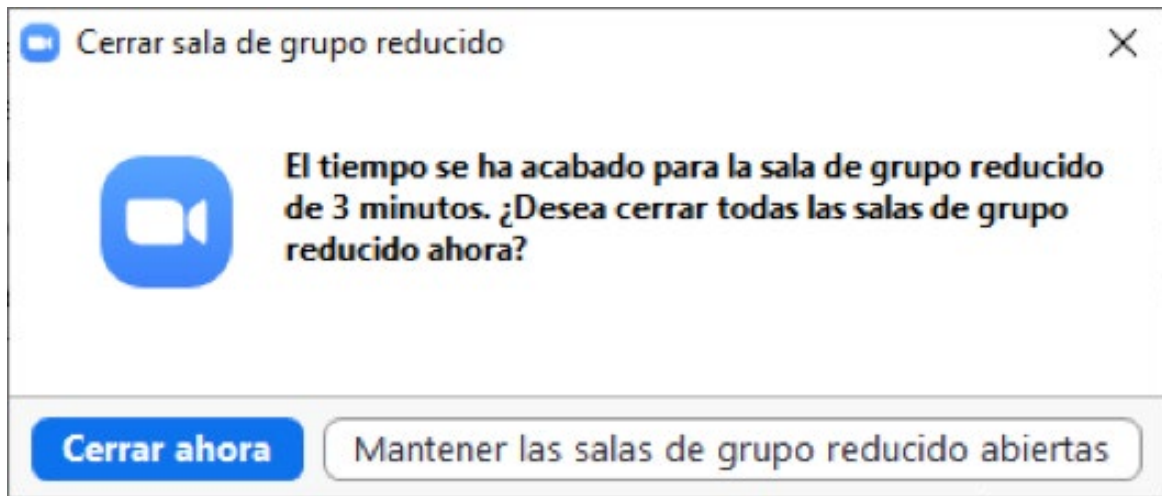 Cerrar sala de grupo reducido
El tiempo se ha acabado para la sala de grupo reducido
de 3 minutos. ¿Desea cerrar todas las salas de grupo
reducido ahora?
Cerrar ahora
Mantener las salas de grupo reducido abiertas